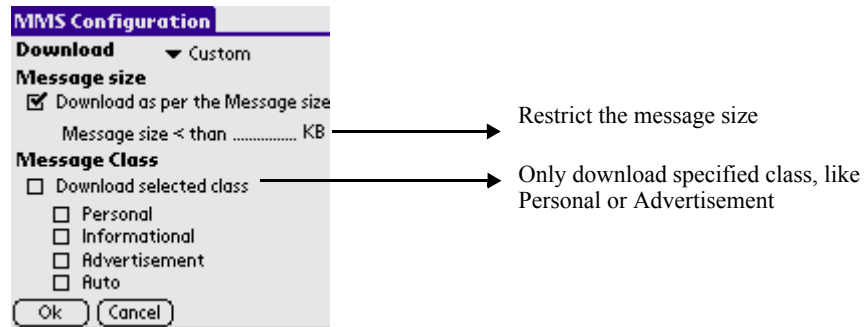 MMS Configuration
Download Custom
Message size
Download as per the Message size
Message size < than ............... KB
Restrict the message size
Message Class
Download selected class
Only download specified class, like
Personal or Advertisement
Personal
Informational
Advertisement
Auto
Ok Cancel